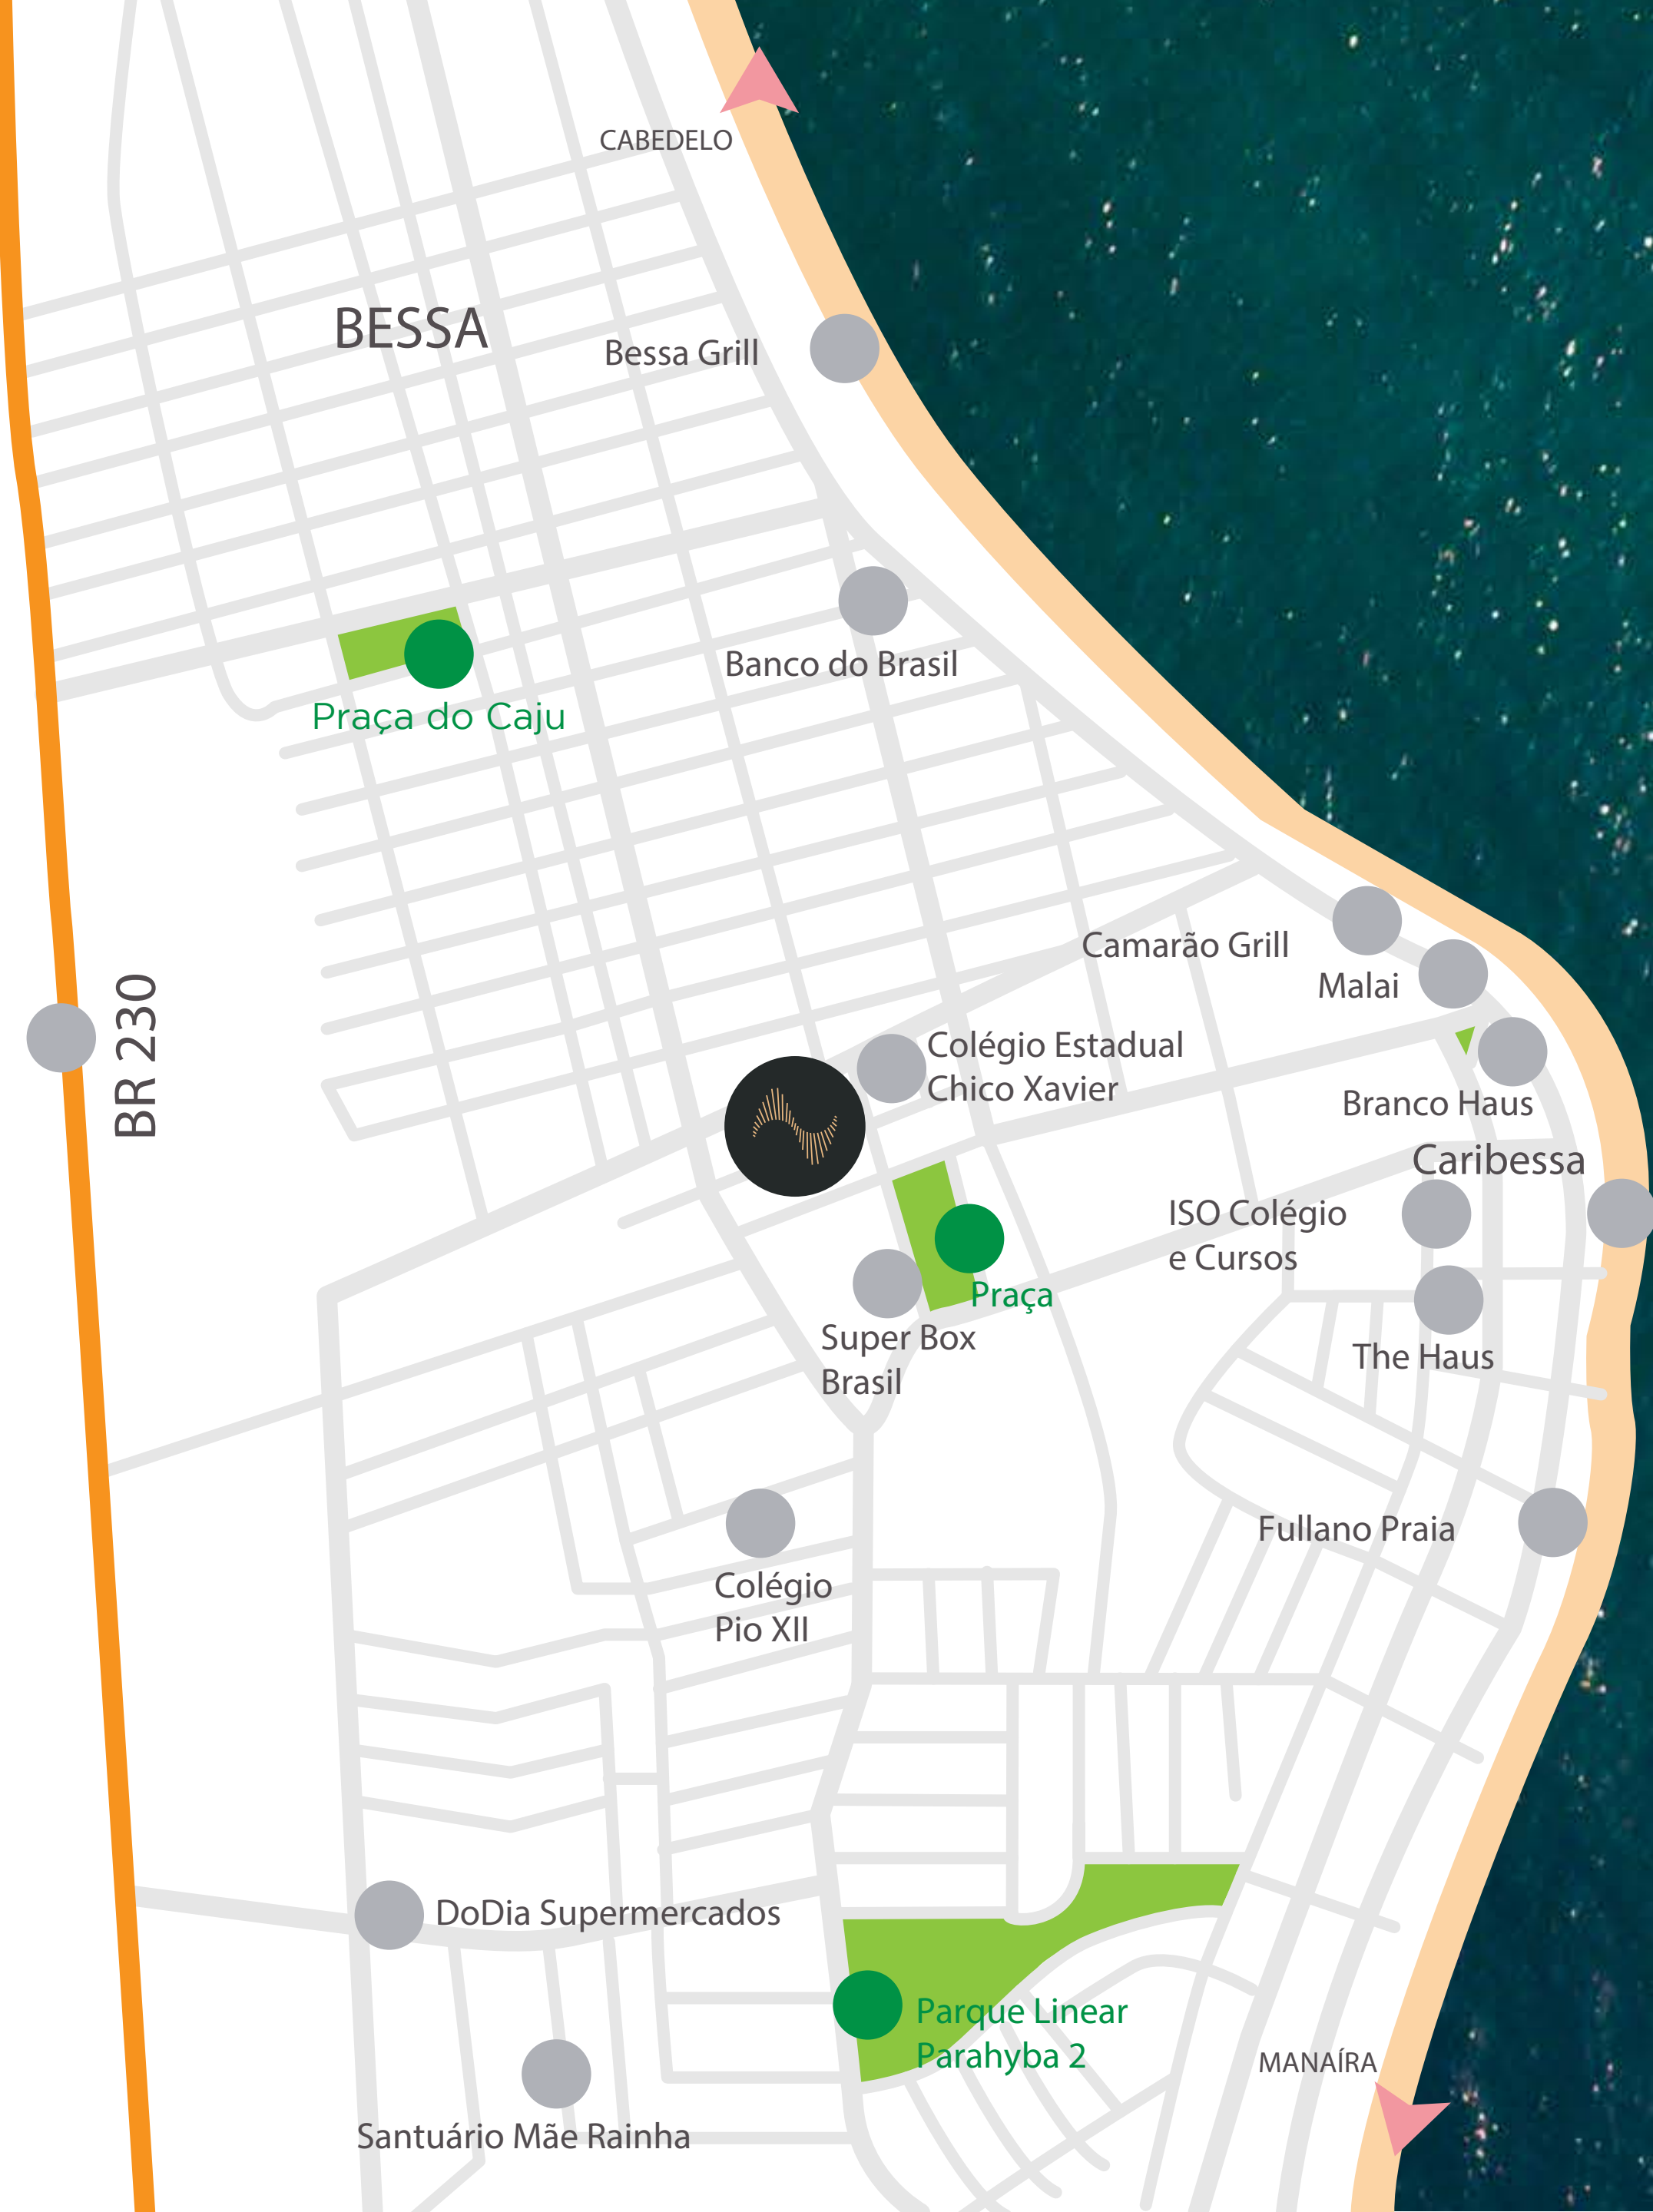 CABEDELO
BESSA
Bessa Grill
Banco do Brasil
Praça do Caju
Camarão Grill
Malai
BR 230
Colégio Estadual
Chico Xavier
Branco Haus
Caribessa
ISO Colégio
e Cursos
Praça
Super Box
Brasil
The Haus
Fullano Praia
Colégio
Pio XII
DoDia Supermercados
Parque Linear
Parahyba 2
MANAÍRA
Santuário Mãe Rainha